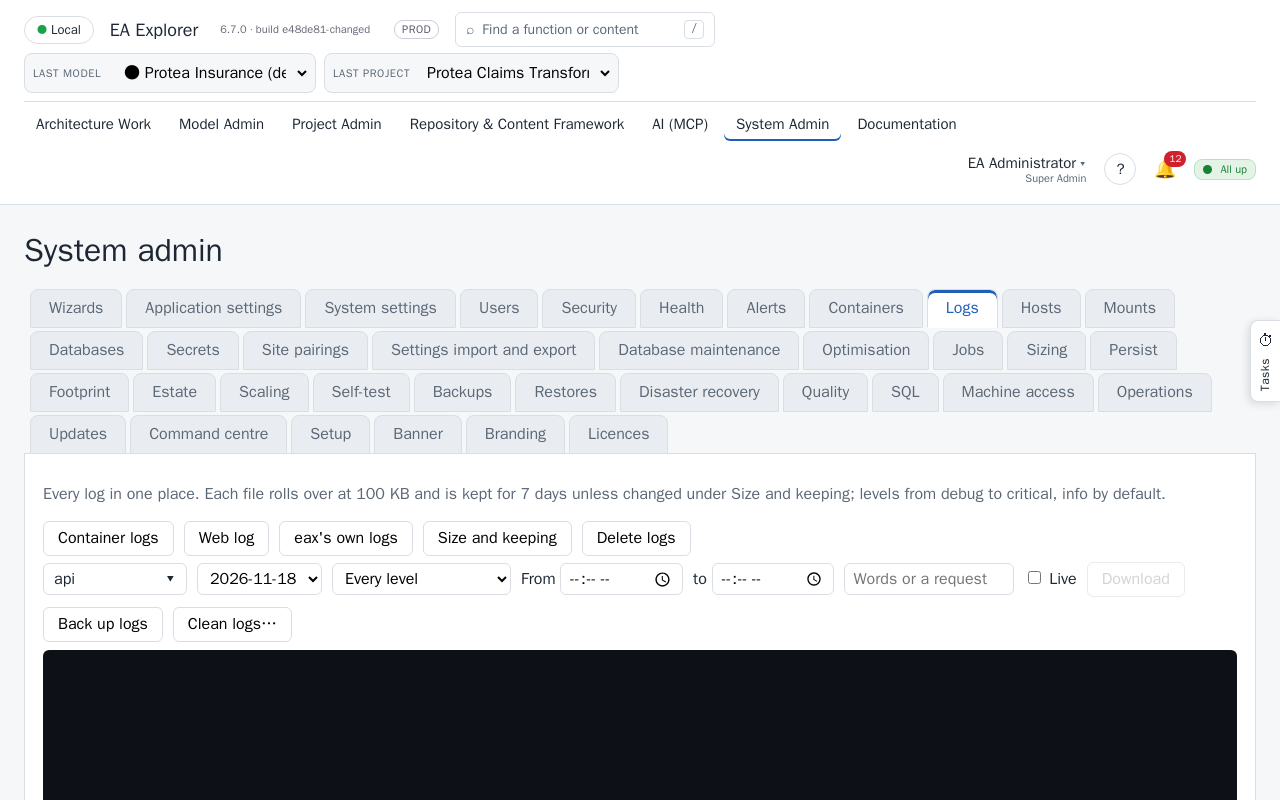 Local EA Explorer 6.7.0 · build e48de81-changed PROD Find a function or content /
LAST MODEL Protea Insurance (de LAST PROJECT Protea Claims Transforı
Architecture Work Model Admin Project Admin Repository & Content Framework AI (MCP) System Admin Documentation
EA Administrator ▾ ? 12 All up
Super Admin
System admin
Wizards Application settings System settings Users Security Health Alerts Containers Logs Hosts Mounts
Databases Secrets Site pairings Settings import and export Database maintenance Optimisation Jobs Sizing Persist
Footprint Estate Scaling Self-test Backups Restores Disaster recovery Quality SQL Machine access Operations
Updates Command centre Setup Banner Branding Licences
Tasks
Every log in one place. Each file rolls over at 100 KB and is kept for 7 days unless changed under Size and keeping; levels from debug to critical, info by default.
Container logs Web log eax's own logs Size and keeping Delete logs
api 2026-11-18 Every level From --:-- -- to --:-- -- Words or a request Live Download
Back up logs Clean logs···